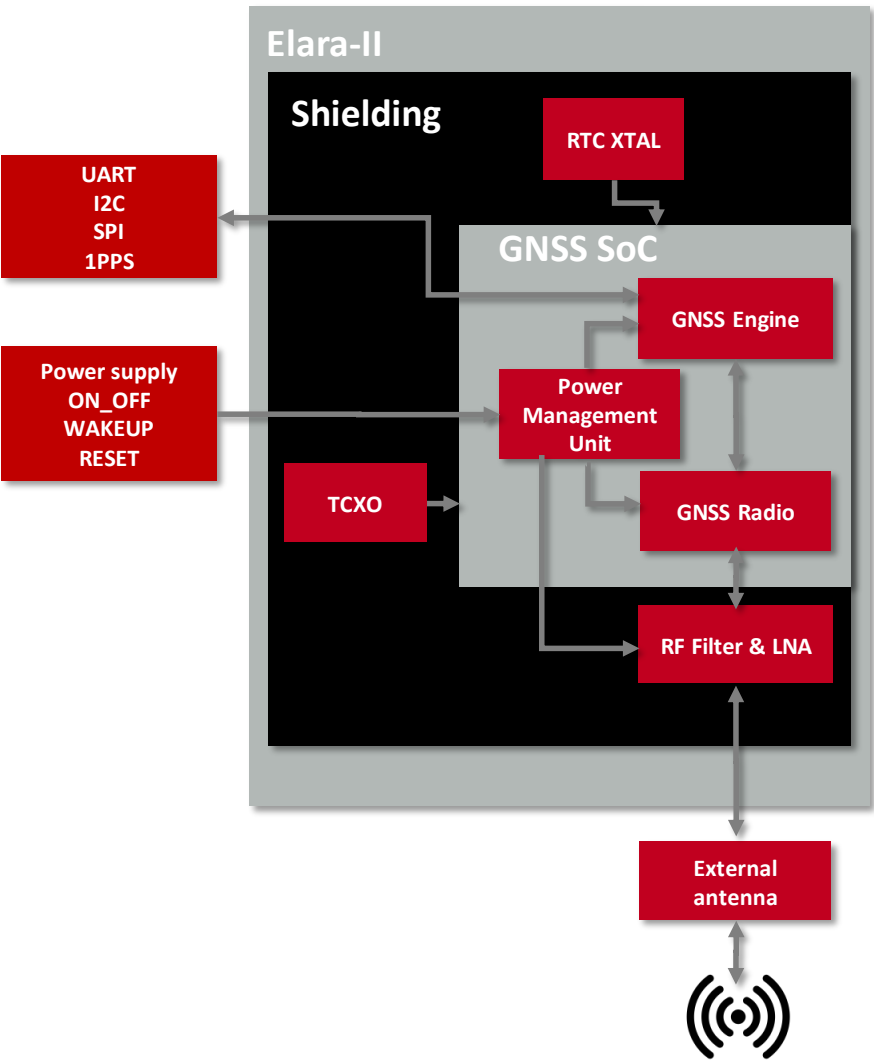 Elara-II
Shielding
RTC XTAL
UART
I2C
SPI
1PPS
GNSS SoC
GNSS Engine
Power supply
ON_OFF
WAKEUP
RESET
Power
Management
Unit
TCXO
GNSS Radio
RF Filter & LNA
External
antenna